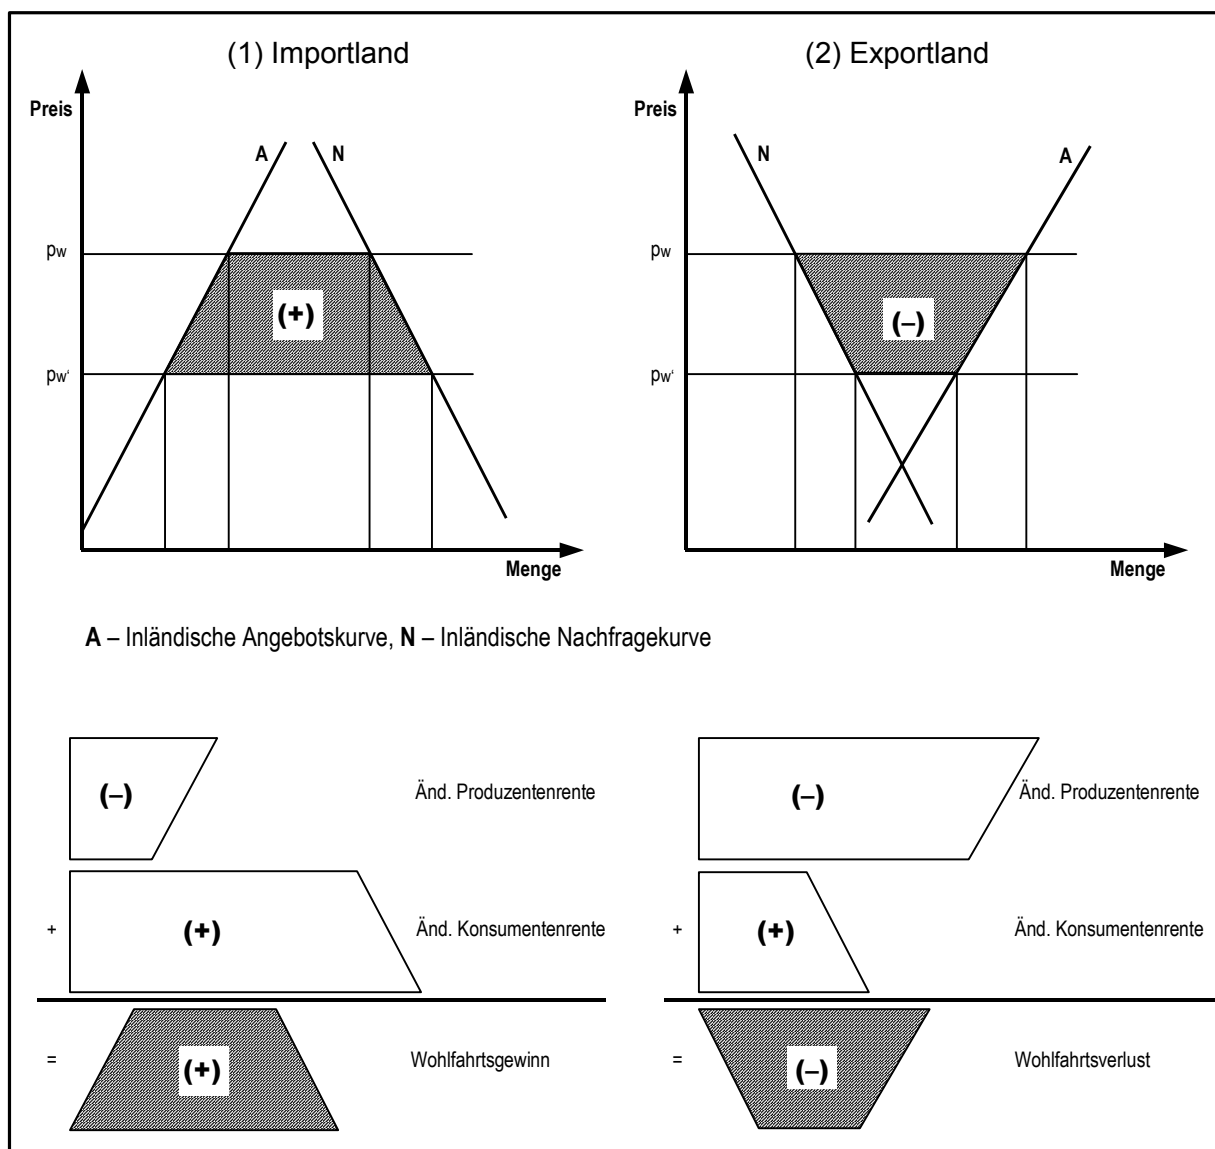 (1) Importland
Preis
A
N
pw
(+)
pw'
Menge
(2) Exportland
Preis
N
A
pw
(–)
pw'
Menge
A – Inländische Angebotskurve, N – Inländische Nachfragekurve
(–) Änd. Produzentenrente
+ (+) Änd. Konsumentenrente
= (+) Wohlfahrtsgewinn
(–) Änd. Produzentenrente
+ (+) Änd. Konsumentenrente
= (–) Wohlfahrtsverlust